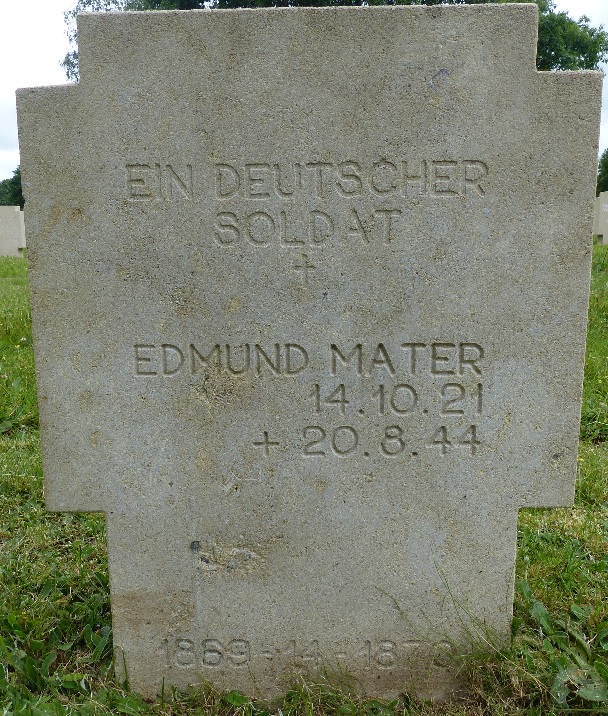 EIN DEUTSCHER
SOLDAT
†
EDMUND MATER
14.10.21
+ 20.8.44
1869-14-1870